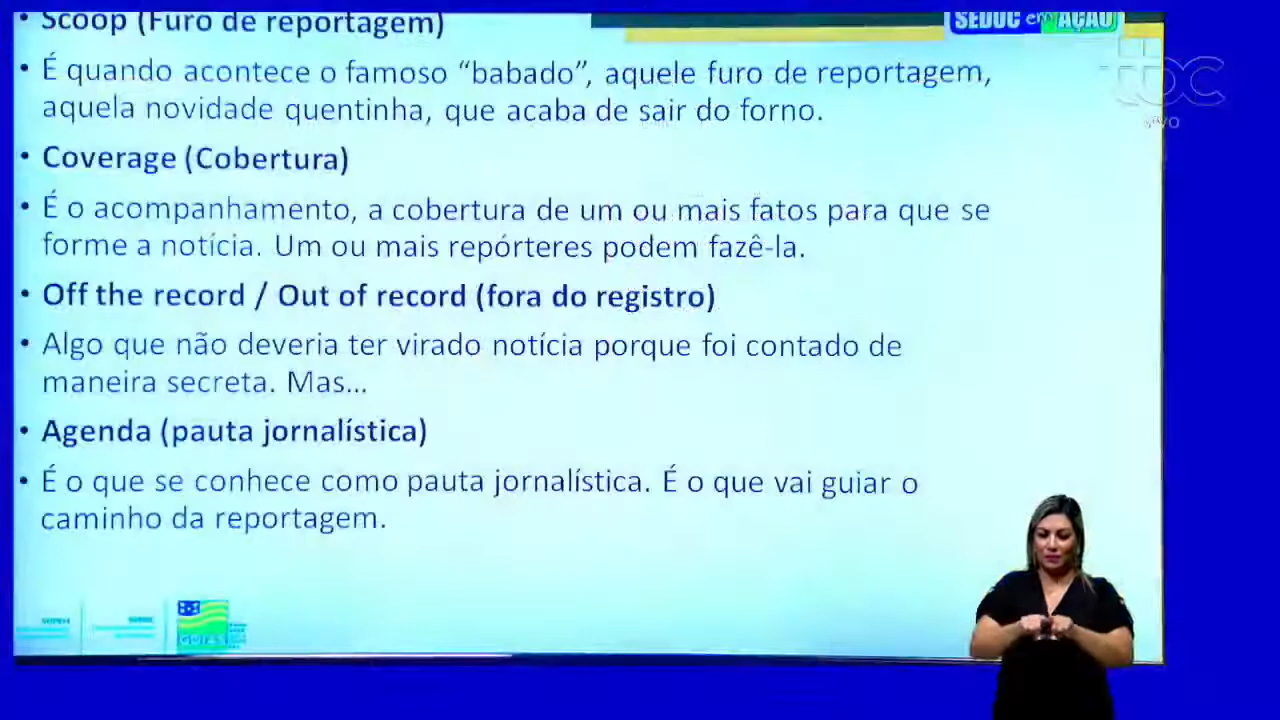 • Scoop (Furo de reportagem)
SEDUC em AÇÃO
• É quando acontece o famoso “babado”, aquele furo de reportagem,
aquela novidade quentinha, que acaba de sair do forno.
tbc
VIVO
• Coverage (Cobertura)
• É o acompanhamento, a cobertura de um ou mais fatos para que se
forme a notícia. Um ou mais repórteres podem fazê-la.
• Off the record / Out of record (fora do registro)
• Algo que não deveria ter virado notícia porque foi contado de
maneira secreta. Mas...
• Agenda (pauta jornalística)
• É o que se conhece como pauta jornalística. É o que vai guiar o
caminho da reportagem.